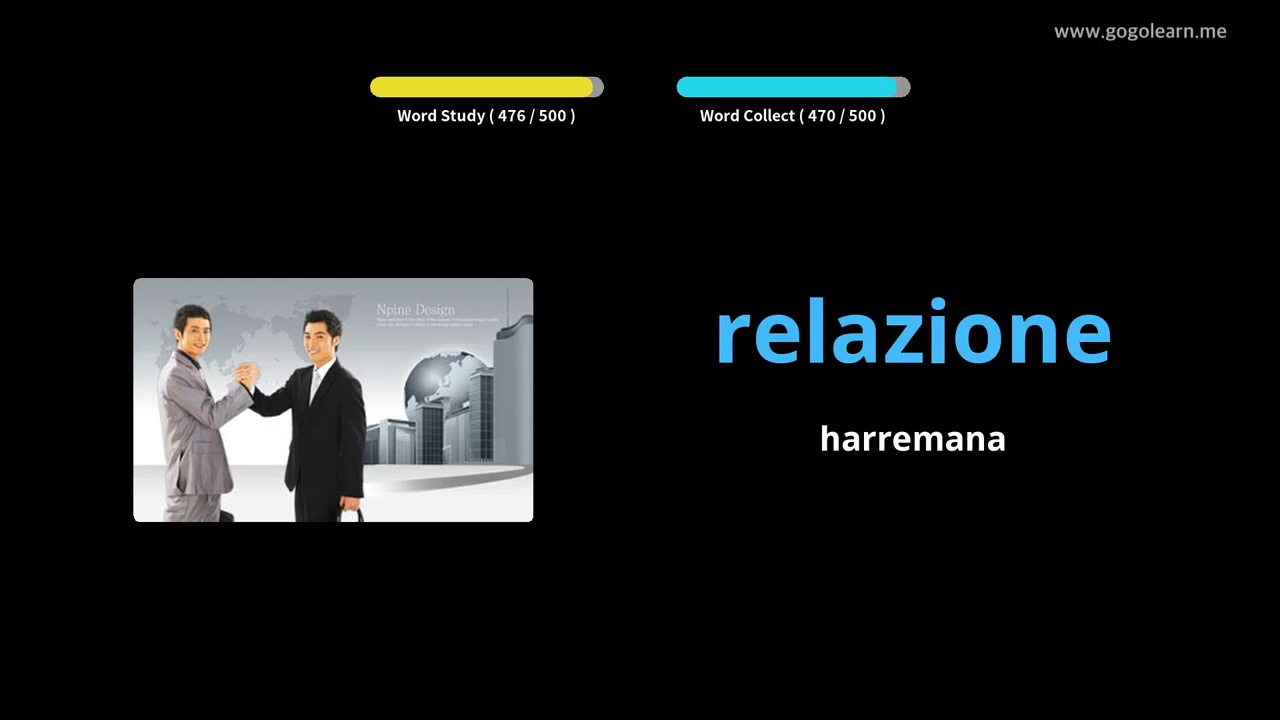 www.gogolearn.me
Word Study ( 476 / 500 )
Word Collect ( 470 / 500 )
Npine Design
relazione
harremana